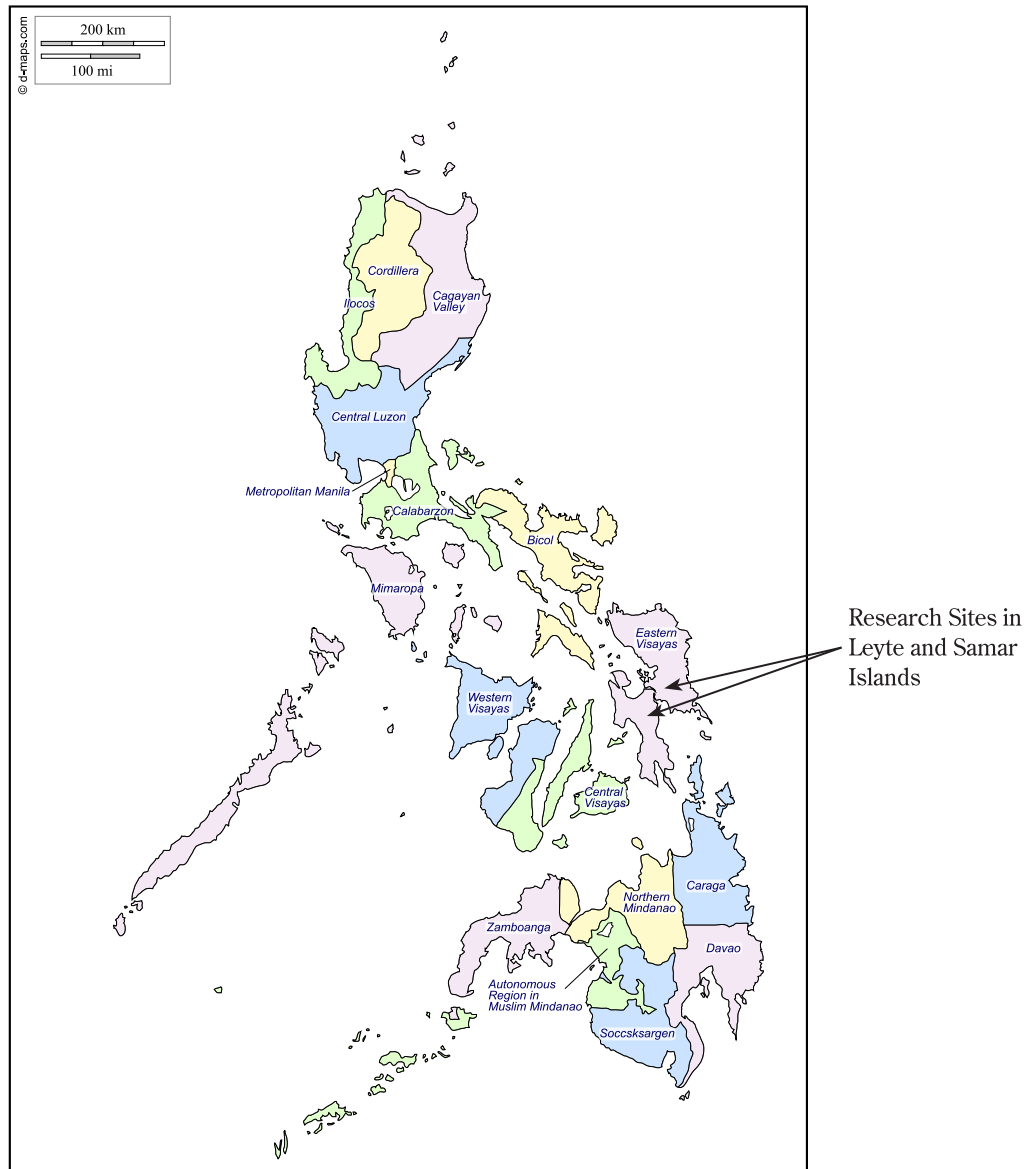 © d-maps.com
200 km
100 mi
Cordillera
Cagayan
Valley
Ilocos
Central Luzon
Metropolitan Manila
Calabarzon
Bicol
Mimaropa
Eastern
Visayas
Research Sites in
Leyte and Samar
Islands
Western
Visayas
Central
Visayas
Caraga
Northern
Mindanao
Zamboanga
Davao
Autonomous
Region in
Muslim Mindanao
Soccsksargen